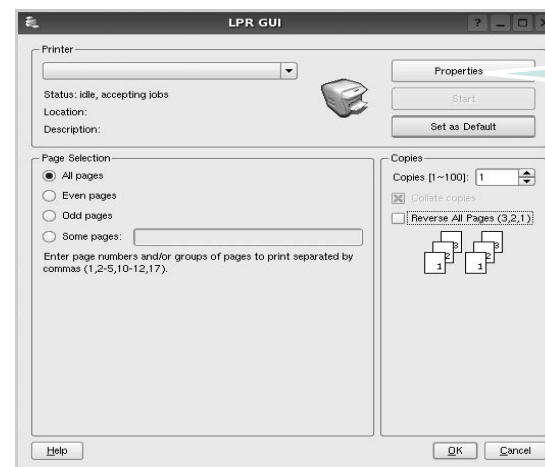 LPR GUI
Printer
Properties
Status: idle, accepting jobs
Start
Location:
Description:
Set as Default
Page Selection
All pages
Even pages
Odd pages
Some pages:
Enter page numbers and/or groups of pages to print separated by
commas (1,2-5,10-12,17).
Copies
Copies [1~100]: 1
Collate copies
Reverse All Pages (3,2,1)
3 3
2 2
1 1
Help
OK
Cancel